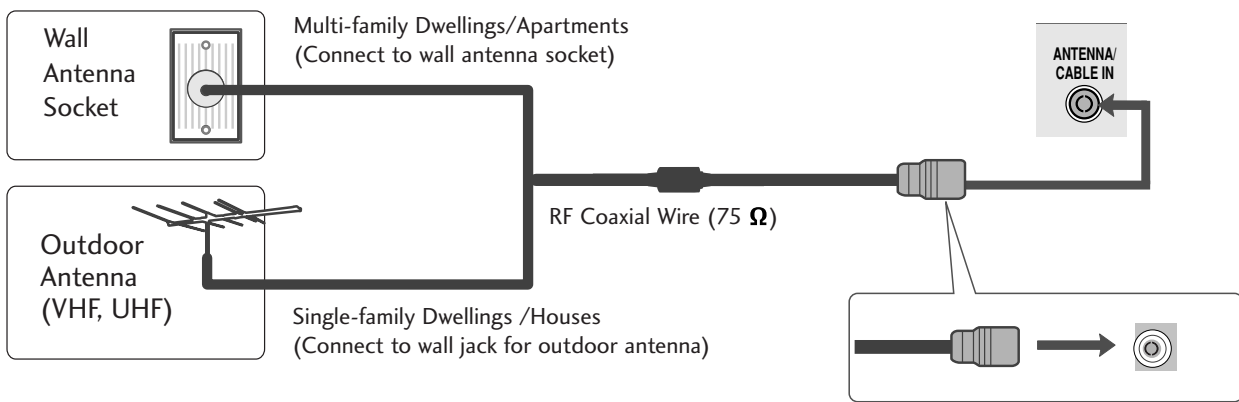 Wall
Antenna
Socket
Multi-family Dwellings/Apartments
(Connect to wall antenna socket)
ANTENNA/
CABLE IN
RF Coaxial Wire (75 Ω)
Outdoor
Antenna
(VHF, UHF)
Single-family Dwellings /Houses
(Connect to wall jack for outdoor antenna)